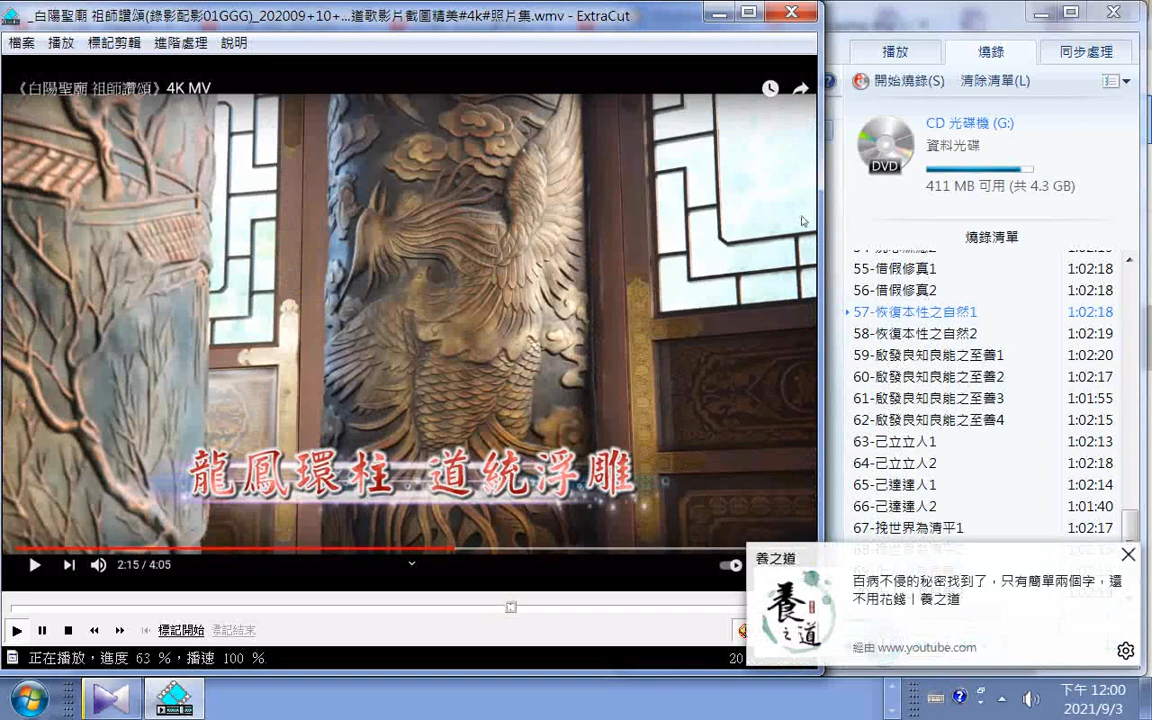 _白陽聖廟 祖師讚頌(錄影配影01GGG)_202009+10+...道歌影片截圖精美#4k#照片集.wmv - ExtraCut
檔案 播放 標記剪輯 進階處理 說明
《白陽聖廟 祖師讚頌》4K MV
龍鳳環柱 道統浮雕
2:15 / 4:05
標記開始 標記結束
正在播放，進度 63 %，播速 100 %
20
播放 燒錄 同步處理
開始燒錄(S) 清除清單(L)
CD 光碟機 (G:)
DVD
資料光碟
411 MB 可用 (共 4.3 GB)
燒錄清單
55-借假修真1 1:02:18
56-借假修真2 1:02:18
57-恢復本性之自然1 1:02:18
58-恢復本性之自然2 1:02:19
59-啟發良知良能之至善1 1:02:20
60-啟發良知良能之至善2 1:02:17
61-啟發良知良能之至善3 1:01:55
62-啟發良知良能之至善4 1:02:15
63-己立立人1 1:02:13
64-己立立人2 1:02:18
65-己達達人1 1:02:14
66-己達達人2 1:01:40
67-挽世界為清平1 1:02:17
養之道
養之道
百病不侵的秘密找到了，只有簡單兩個字，還
不用花錢丨養之道
經由 www.youtube.com
下午 12:00
2021/9/3